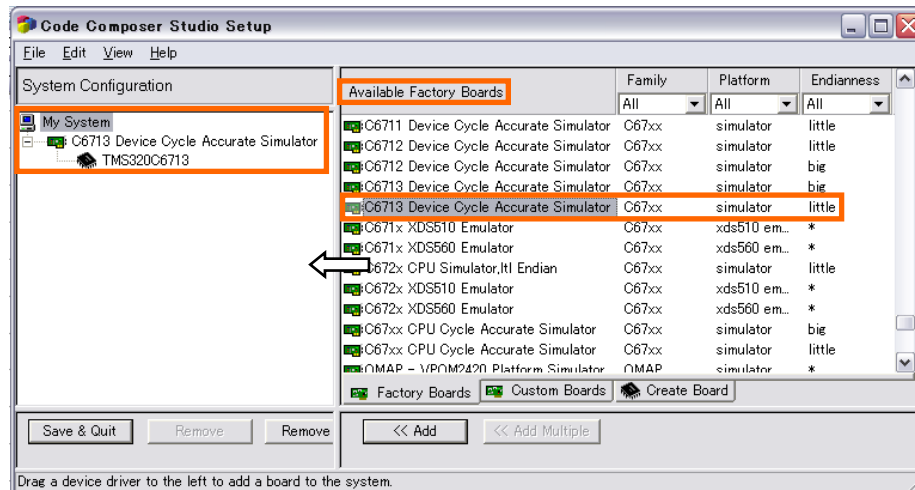 Code Composer Studio Setup
File Edit View Help
System Configuration
My System
C6713 Device Cycle Accurate Simulator
TMS320C6713
Available Factory Boards Family Platform Endianness
All All All
C6711 Device Cycle Accurate Simulator C67xx simulator little
C6712 Device Cycle Accurate Simulator C67xx simulator little
C6712 Device Cycle Accurate Simulator C67xx simulator big
C6713 Device Cycle Accurate Simulator C67xx simulator big
C6713 Device Cycle Accurate Simulator C67xx simulator little
C671x XDS510 Emulator C67xx xds510 em... *
C671x XDS560 Emulator C67xx xds560 em... *
C672x CPU Simulator,ltl Endian C67xx simulator little
C672x XDS510 Emulator C67xx xds510 em... *
C672x XDS560 Emulator C67xx xds560 em... *
C67xx CPU Cycle Accurate Simulator C67xx simulator big
C67xx CPU Cycle Accurate Simulator C67xx simulator little
OMAP - VPOM2420 Platform Simulator OMAP simulator *
Factory Boards Custom Boards Create Board
Save & Quit Remove Remove << Add << Add Multiple
Drag a device driver to the left to add a board to the system.